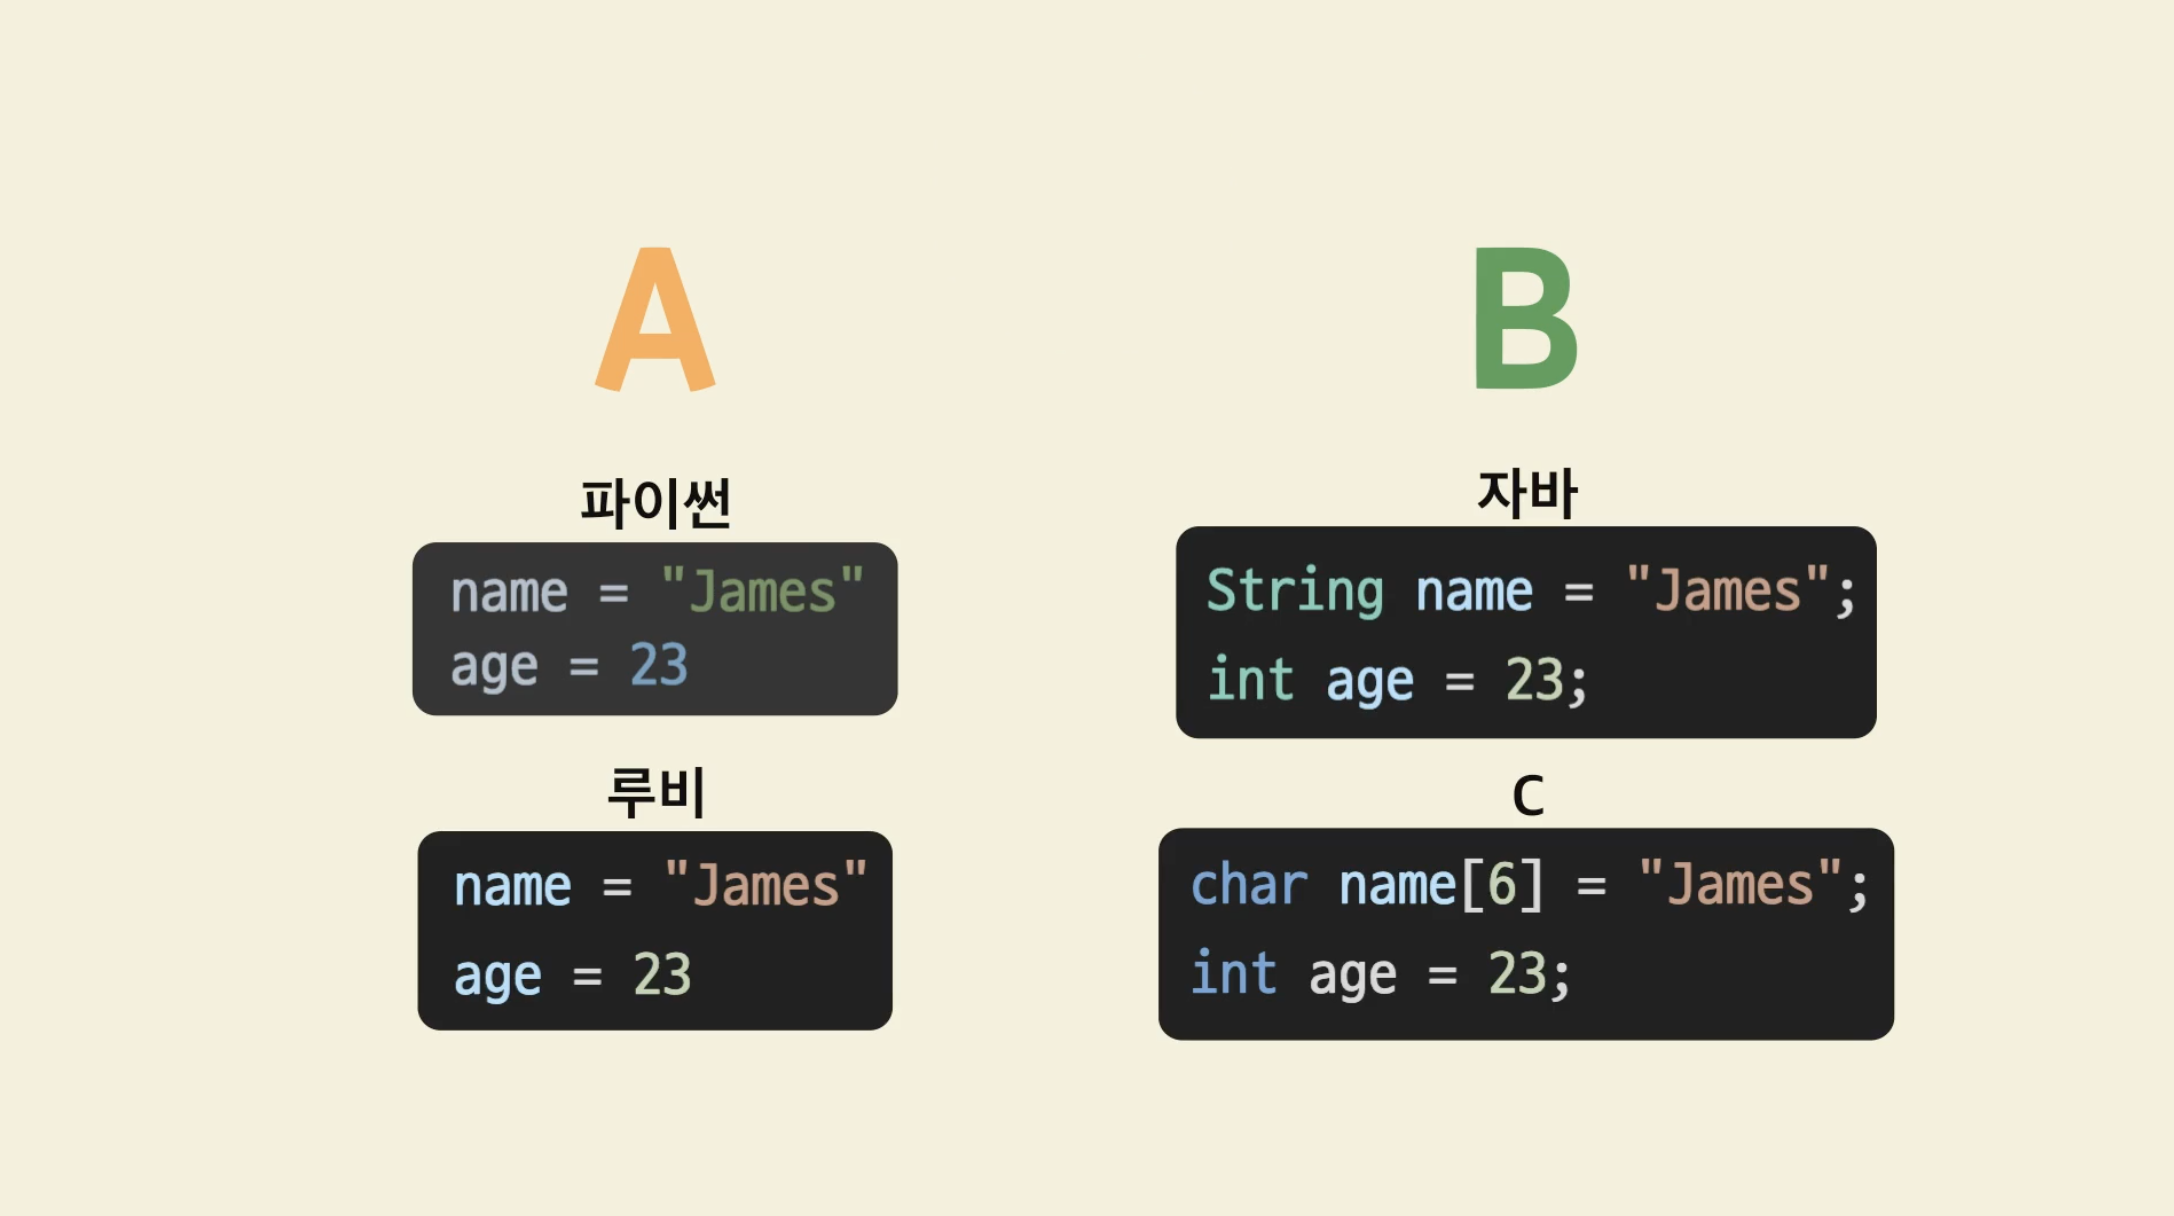 A
파이썬
name = "James"
age = 23
루비
name = "James"
age = 23
B
자바
String name = "James";
int age = 23;
C
char name[6] = "James";
int age = 23;